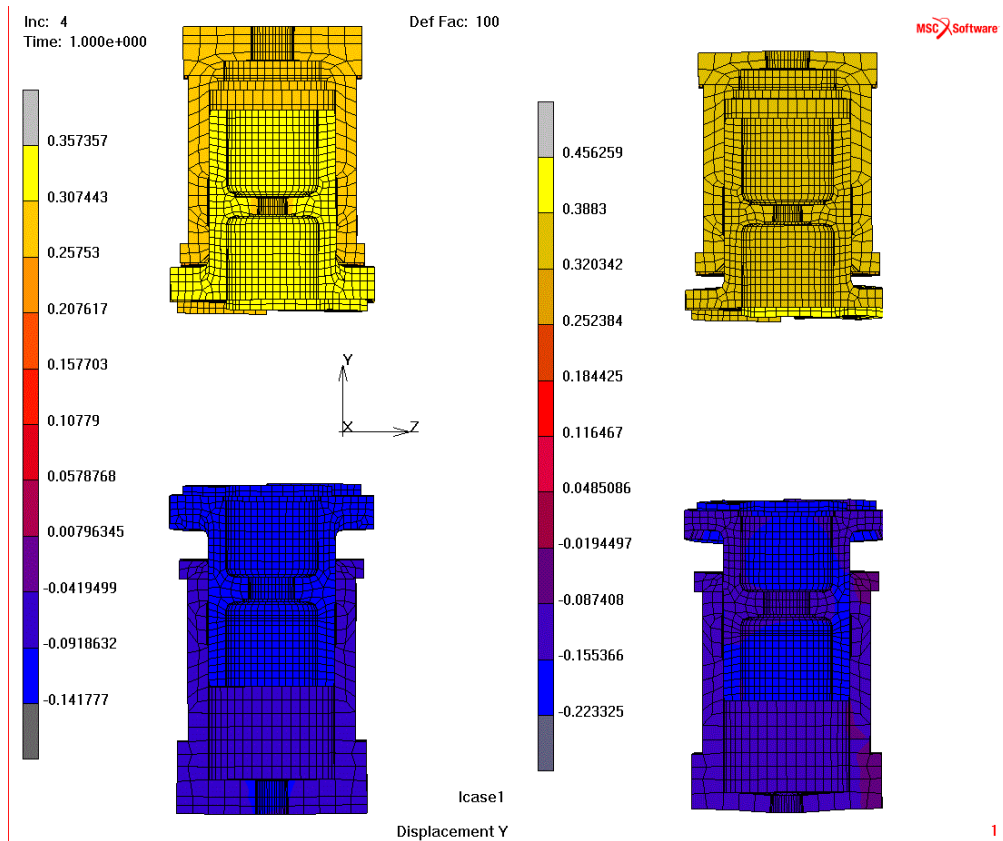 Inc: 4
Time: 1.000e+000
Def Fac: 100
MSC Software
0.357357
0.307443
0.25753
0.207617
0.157703
0.10779
0.0578768
0.00796345
-0.0419499
-0.0918632
-0.141777
0.456259
0.3883
0.320342
0.252384
0.184425
0.116467
0.0485086
-0.0194497
-0.087408
-0.155366
-0.223325
Y
X
Z
lcase1
Displacement Y
1